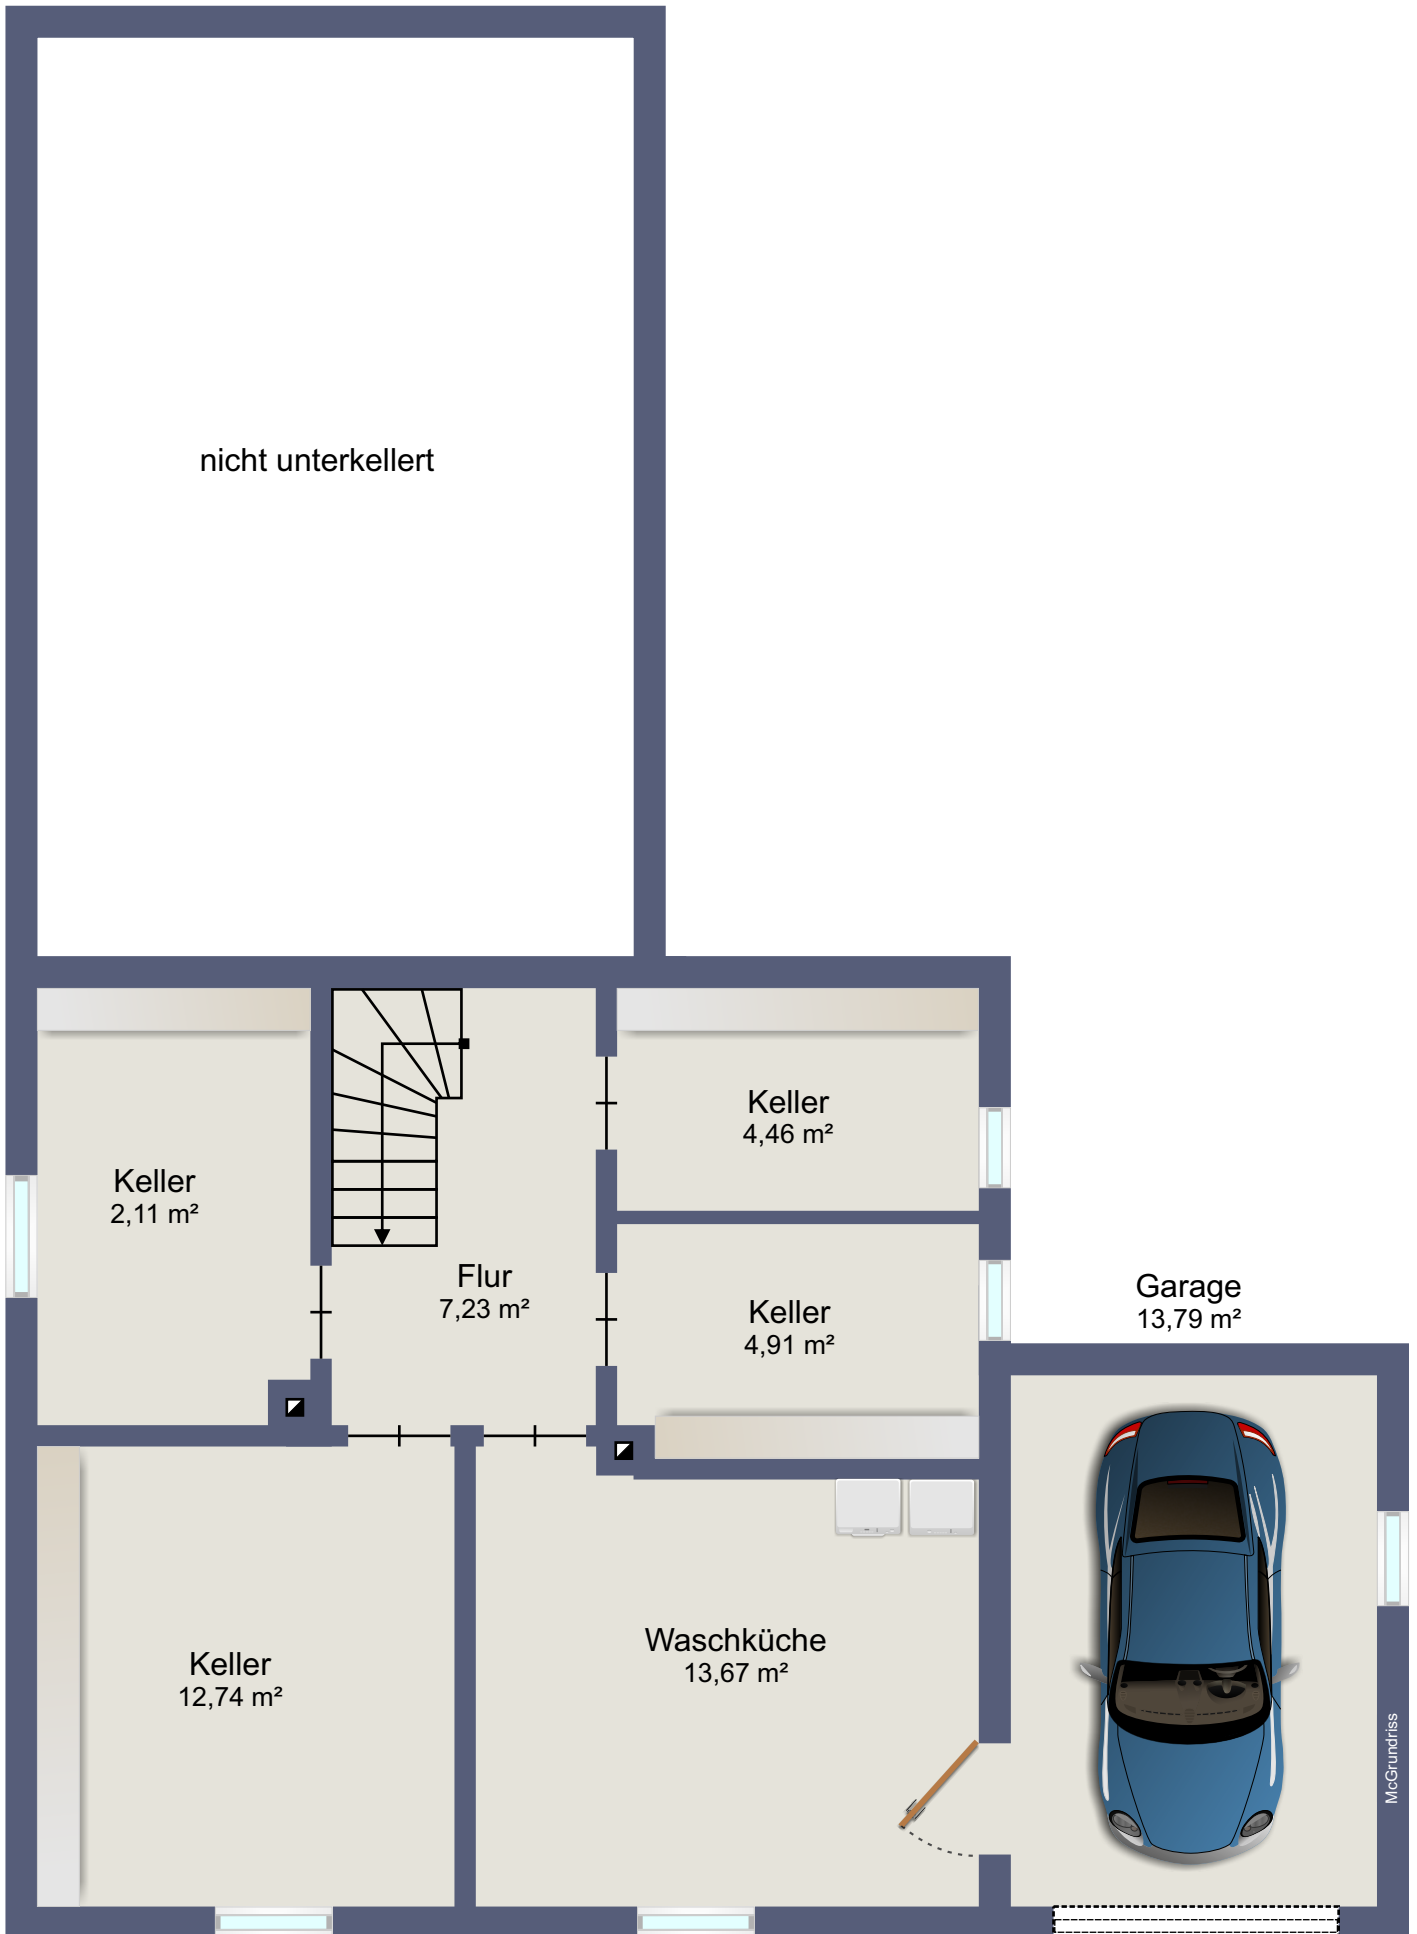 nicht unterkellert
Keller
4,46 m²
Keller
2,11 m²
Flur
7,23 m²
Keller
4,91 m²
Garage
13,79 m²
Waschküche
13,67 m²
Keller
12,74 m²
McGrundriss